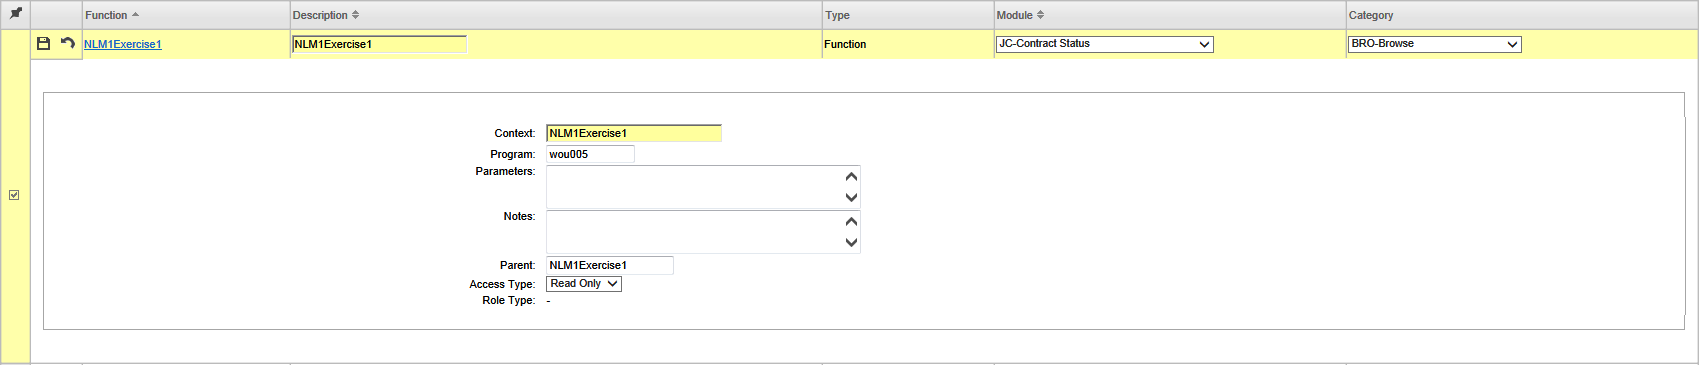 Function Description Type Module Category
NLM1Exercise1 NLM1Exercise1 Function JC-Contract Status BRO-Browse
Context: NLM1Exercise1
Program: wou005
Parameters:
Notes:
Parent: NLM1Exercise1
Access Type: Read Only
Role Type: -